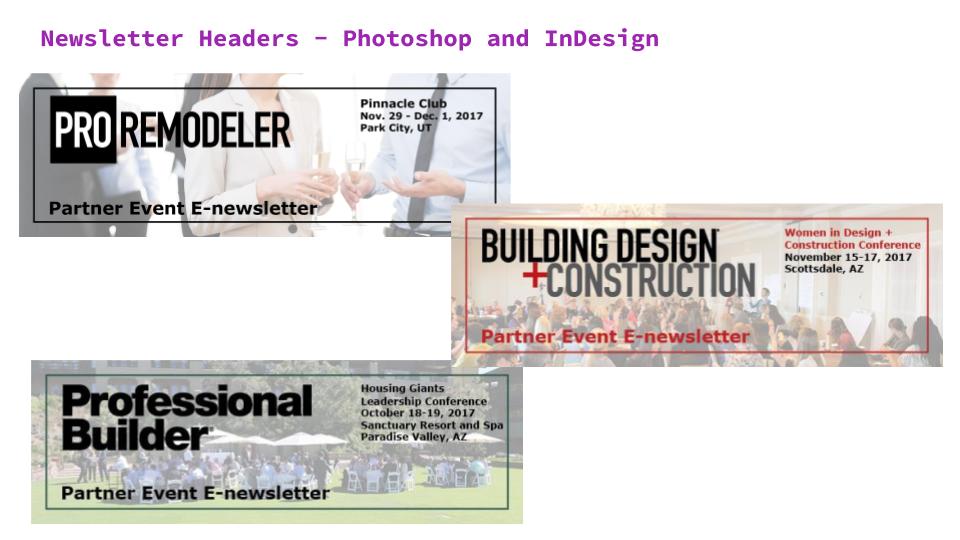 Newsletter Headers - Photoshop and InDesign
PRO REMODELER
Pinnacle Club
Nov. 29 - Dec. 1, 2017
Park City, UT
Partner Event E-newsletter
BUILDING DESIGN
+CONSTRUCTION
Women in Design +
Construction Conference
November 15-17, 2017
Scottsdale, AZ
Partner Event E-newsletter
Professional
Builder
Housing Giants
Leadership Conference
October 18-19, 2017
Sanctuary Resort and Spa
Paradise Valley, AZ
Partner Event E-newsletter